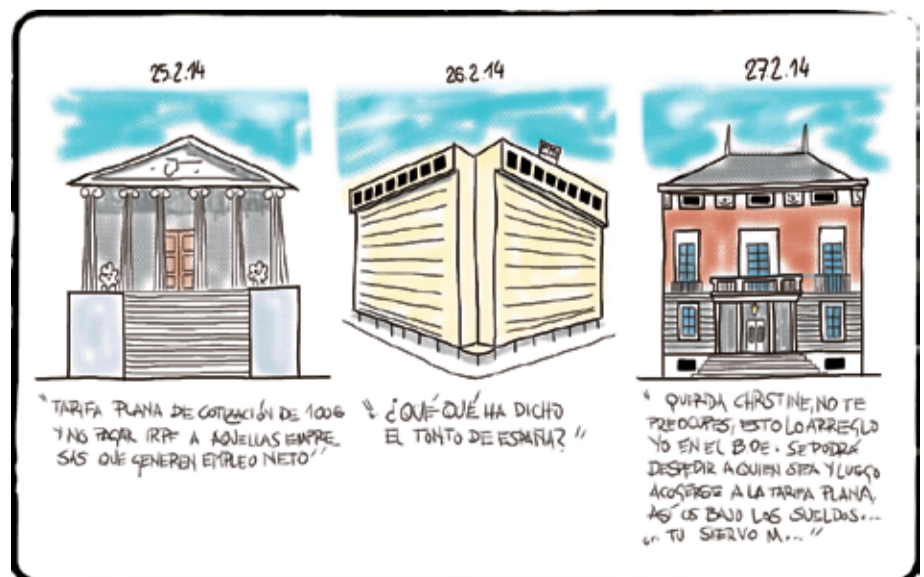 25.2.14
"TARIFA PLANA DE COTIZACIÓN DE 100€
Y NO PAGAR IRPF A AQUELLAS EMPRE
SAS QUE GENEREN EMPLEO NETO"
26.2.14
"¿QUÉ QUÉ HA DICHO
EL TONTO DE ESPAÑA?"
27.2.14
"QUERIDA CHRSTINE, NO TE
PREOCUPES, ESTO LO ARREGLO
YO EN EL BOE. SE PODRÁ
DESPEDIR A QUIEN SEA Y LUEGO
ACOGERSE A LA TARIFA PLANA,
ASÍ OS BAJO LOS SUELDOS...
TU SIERVO M..."